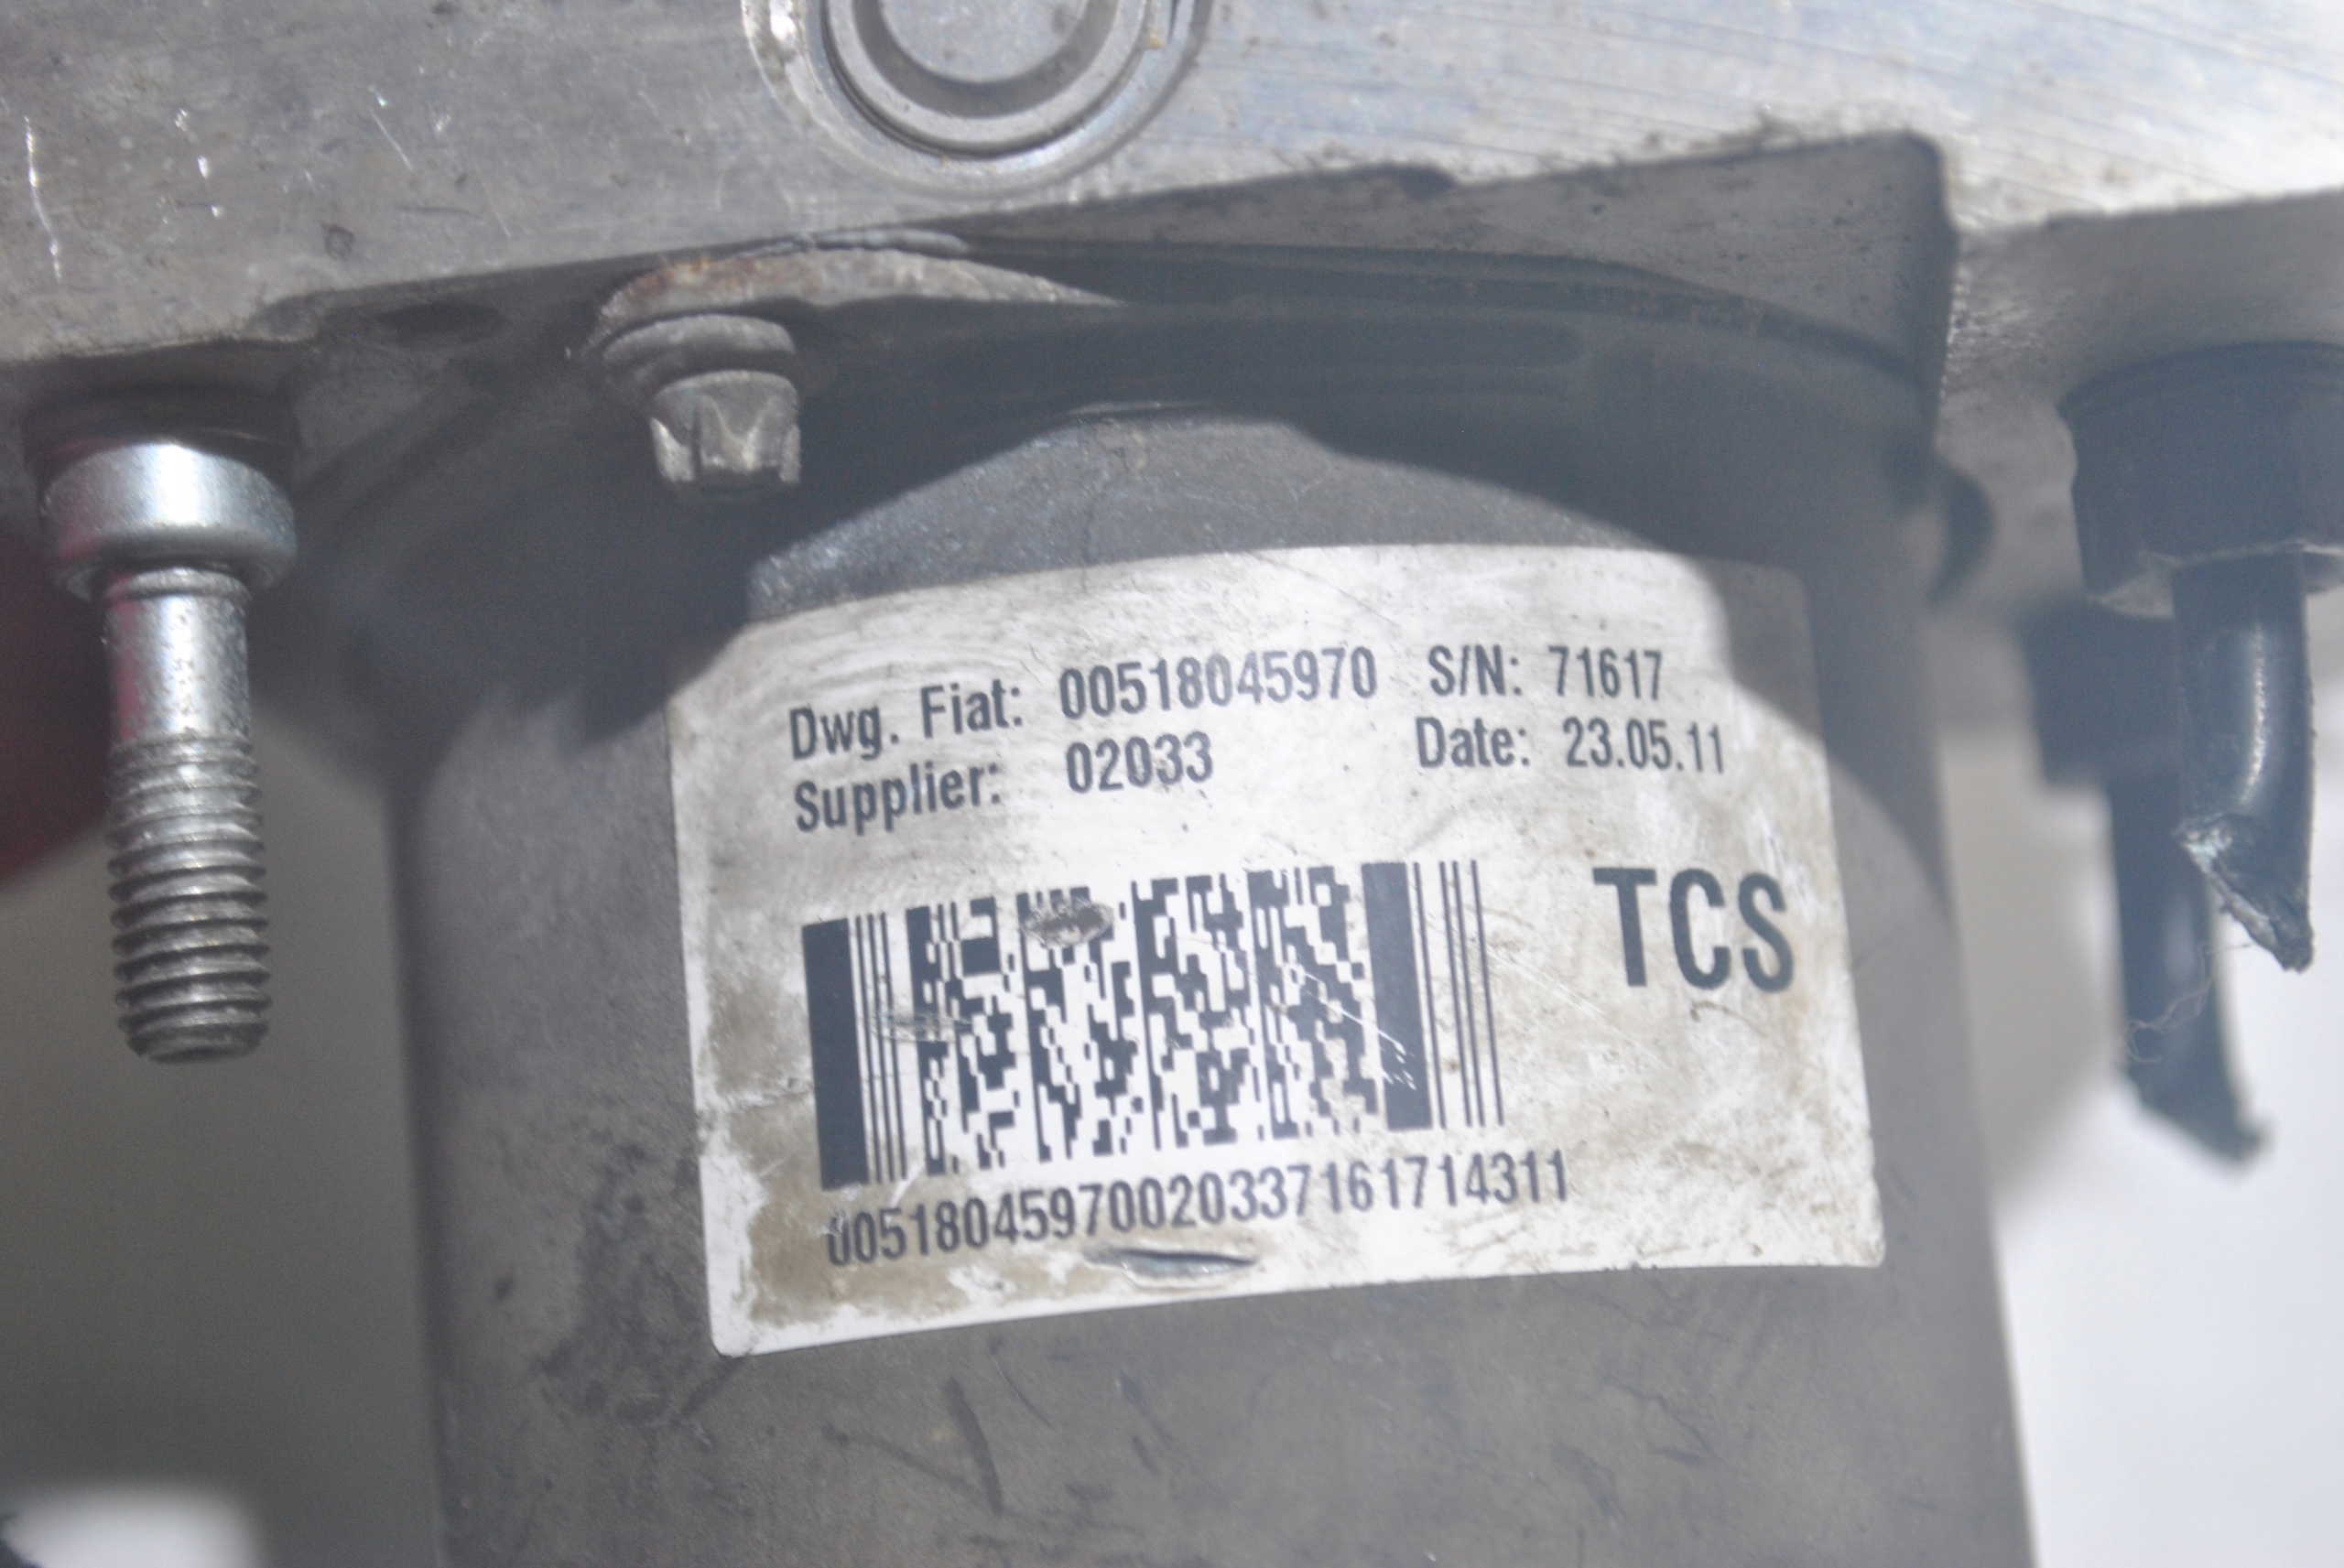 Dwg. Fiat: 00518045970 S/N: 71617
Supplier: 02033 Date: 23.05.11
TCS
00518045970020337161714311